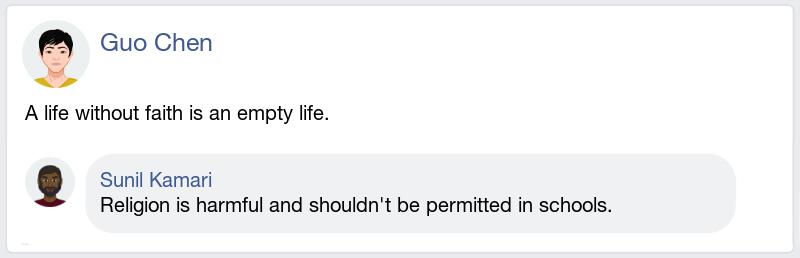 Guo Chen
A life without faith is an empty life.
Sunil Kamari
Religion is harmful and shouldn't be permitted in schools.